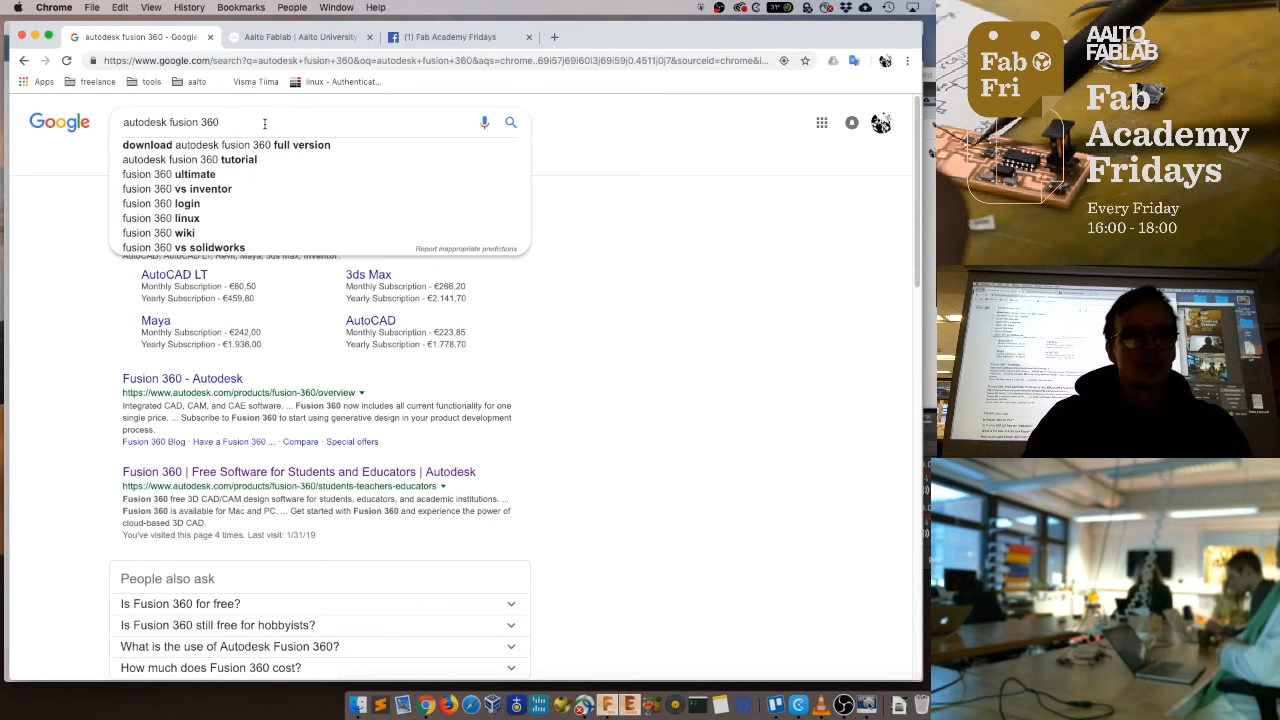 Chrome File Edit View History Bookmarks People Window Help
31°
autodesk fusion 360 - Google
Aalto Fablab | Aalto University
(1) Fab Academy Fridays
Apps freelance tools aalto Visma Tiima linux - Authenticat...
Google
autodesk fusion 360
download autodesk fusion 360 full version
autodesk fusion 360 tutorial
fusion 360 ultimate
fusion 360 vs inventor
fusion 360 login
fusion 360 linux
fusion 360 wiki
fusion 360 vs solidworks
Report inappropriate predictions
AutoCAD LT, Revit, Maya, 3ds Max, Inventor.
AutoCAD LT
Monthly Subscription - €60,50
Yearly Subscription - €459,80
3ds Max
Monthly Subscription - €266,20
Yearly Subscription - €2.141,70
Maya
Monthly Subscription - €242,00
Yearly Subscription - €1.936,00
AutoCAD
Monthly Subscription - €223,85
Yearly Subscription - €1.778,70
Fusion 360 - Autodesk
https://www.autodesk.com/products/fusion-360/overview
Integrated CAD, CAM, and CAE software. ... Fusion 360 now includes all current functionality for one
single price. ... Subscribe to Fusion 360 to start using generative design in your product development
process.
Fusion 360 Blog · Have a Fusion 360 ... · Compare · Special offers
Fusion 360 | Free Software for Students and Educators | Autodesk
https://www.autodesk.com/products/fusion-360/students-teachers-educators
Fusion 360 free 3D CAD/CAM design software for students, educators, and academic institutions. ...
Fusion 360 is available for Mac and PC. ... Get started with Fusion 360 and experience the power of
cloud-based 3D CAD.
You've visited this page 4 times. Last visit: 1/31/19
People also ask
Is Fusion 360 for free?
Is Fusion 360 still free for hobbyists?
What is the use of Autodesk Fusion 360?
How much does Fusion 360 cost?
Fab
Fri
AALTO
FABLAB
Fab
Academy
Fridays
Every Friday
16:00 - 18:00